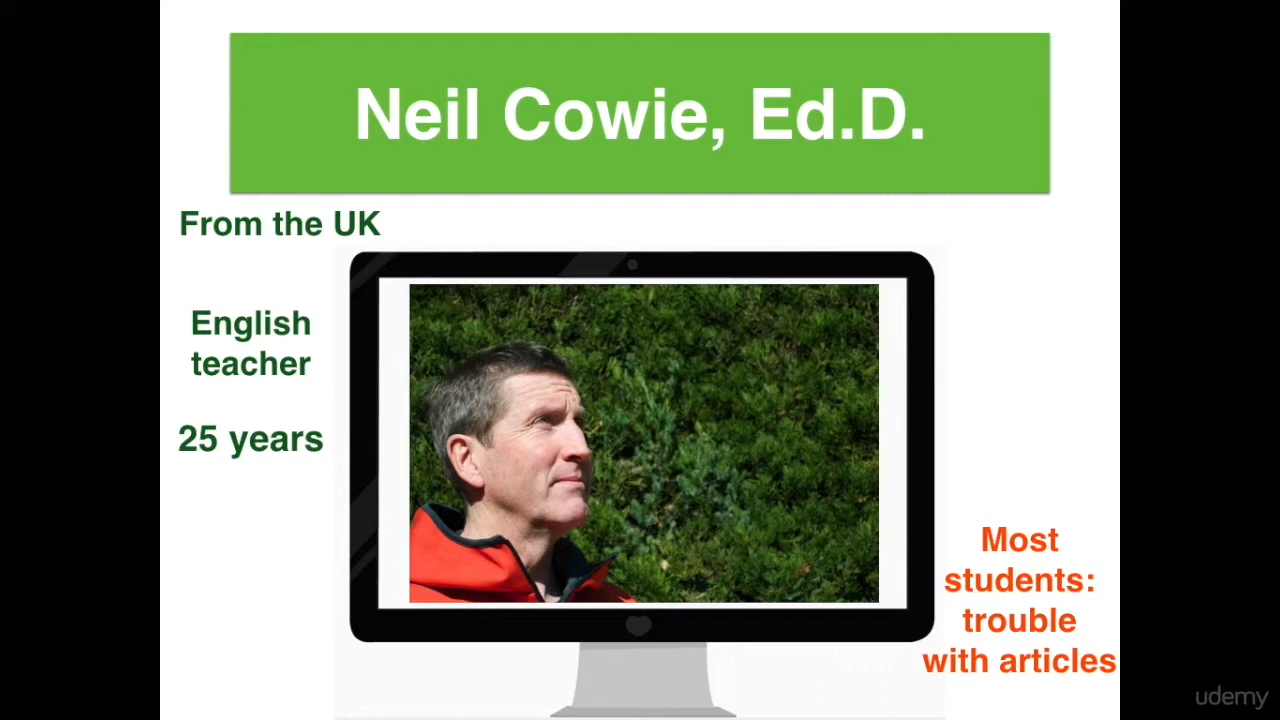 Neil Cowie, Ed.D.
From the UK
English
teacher
25 years
Most
students:
trouble
with articles
udemy